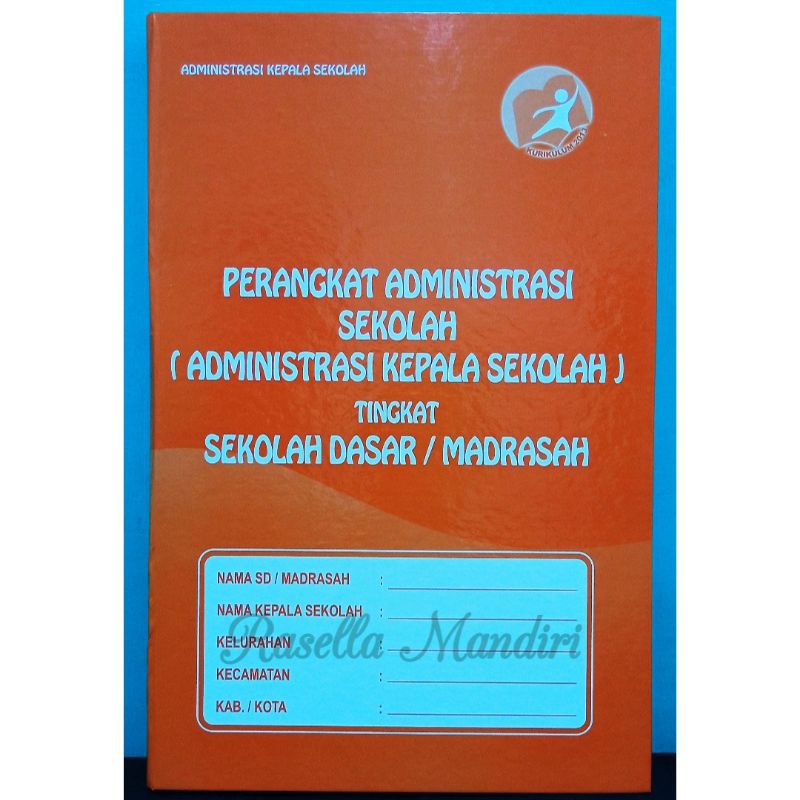 ADMINISTRASI KEPALA SEKOLAH
KURIKULUM 2013
PERANGKAT ADMINISTRASI
SEKOLAH
( ADMINISTRASI KEPALA SEKOLAH )
TINGKAT
SEKOLAH DASAR / MADRASAH
NAMA SD / MADRASAH :
NAMA KEPALA SEKOLAH :
KELURAHAN :
Rasella Mandiri
KECAMATAN :
KAB. / KOTA :